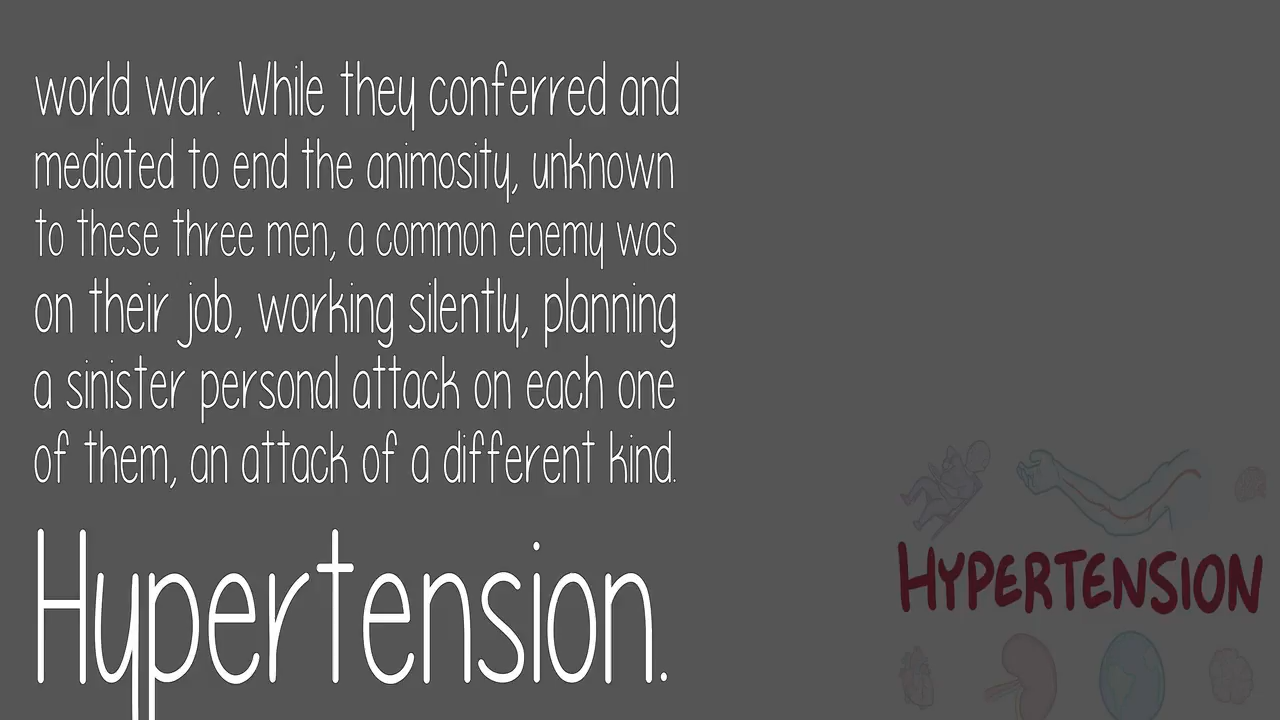 world war. While they conferred and
mediated to end the animosity, unknown
to these three men, a common enemy was
on their job, working silently, planning
a sinister personal attack on each one
of them, an attack of a different kind.
Hypertension.
HYPERTENSION